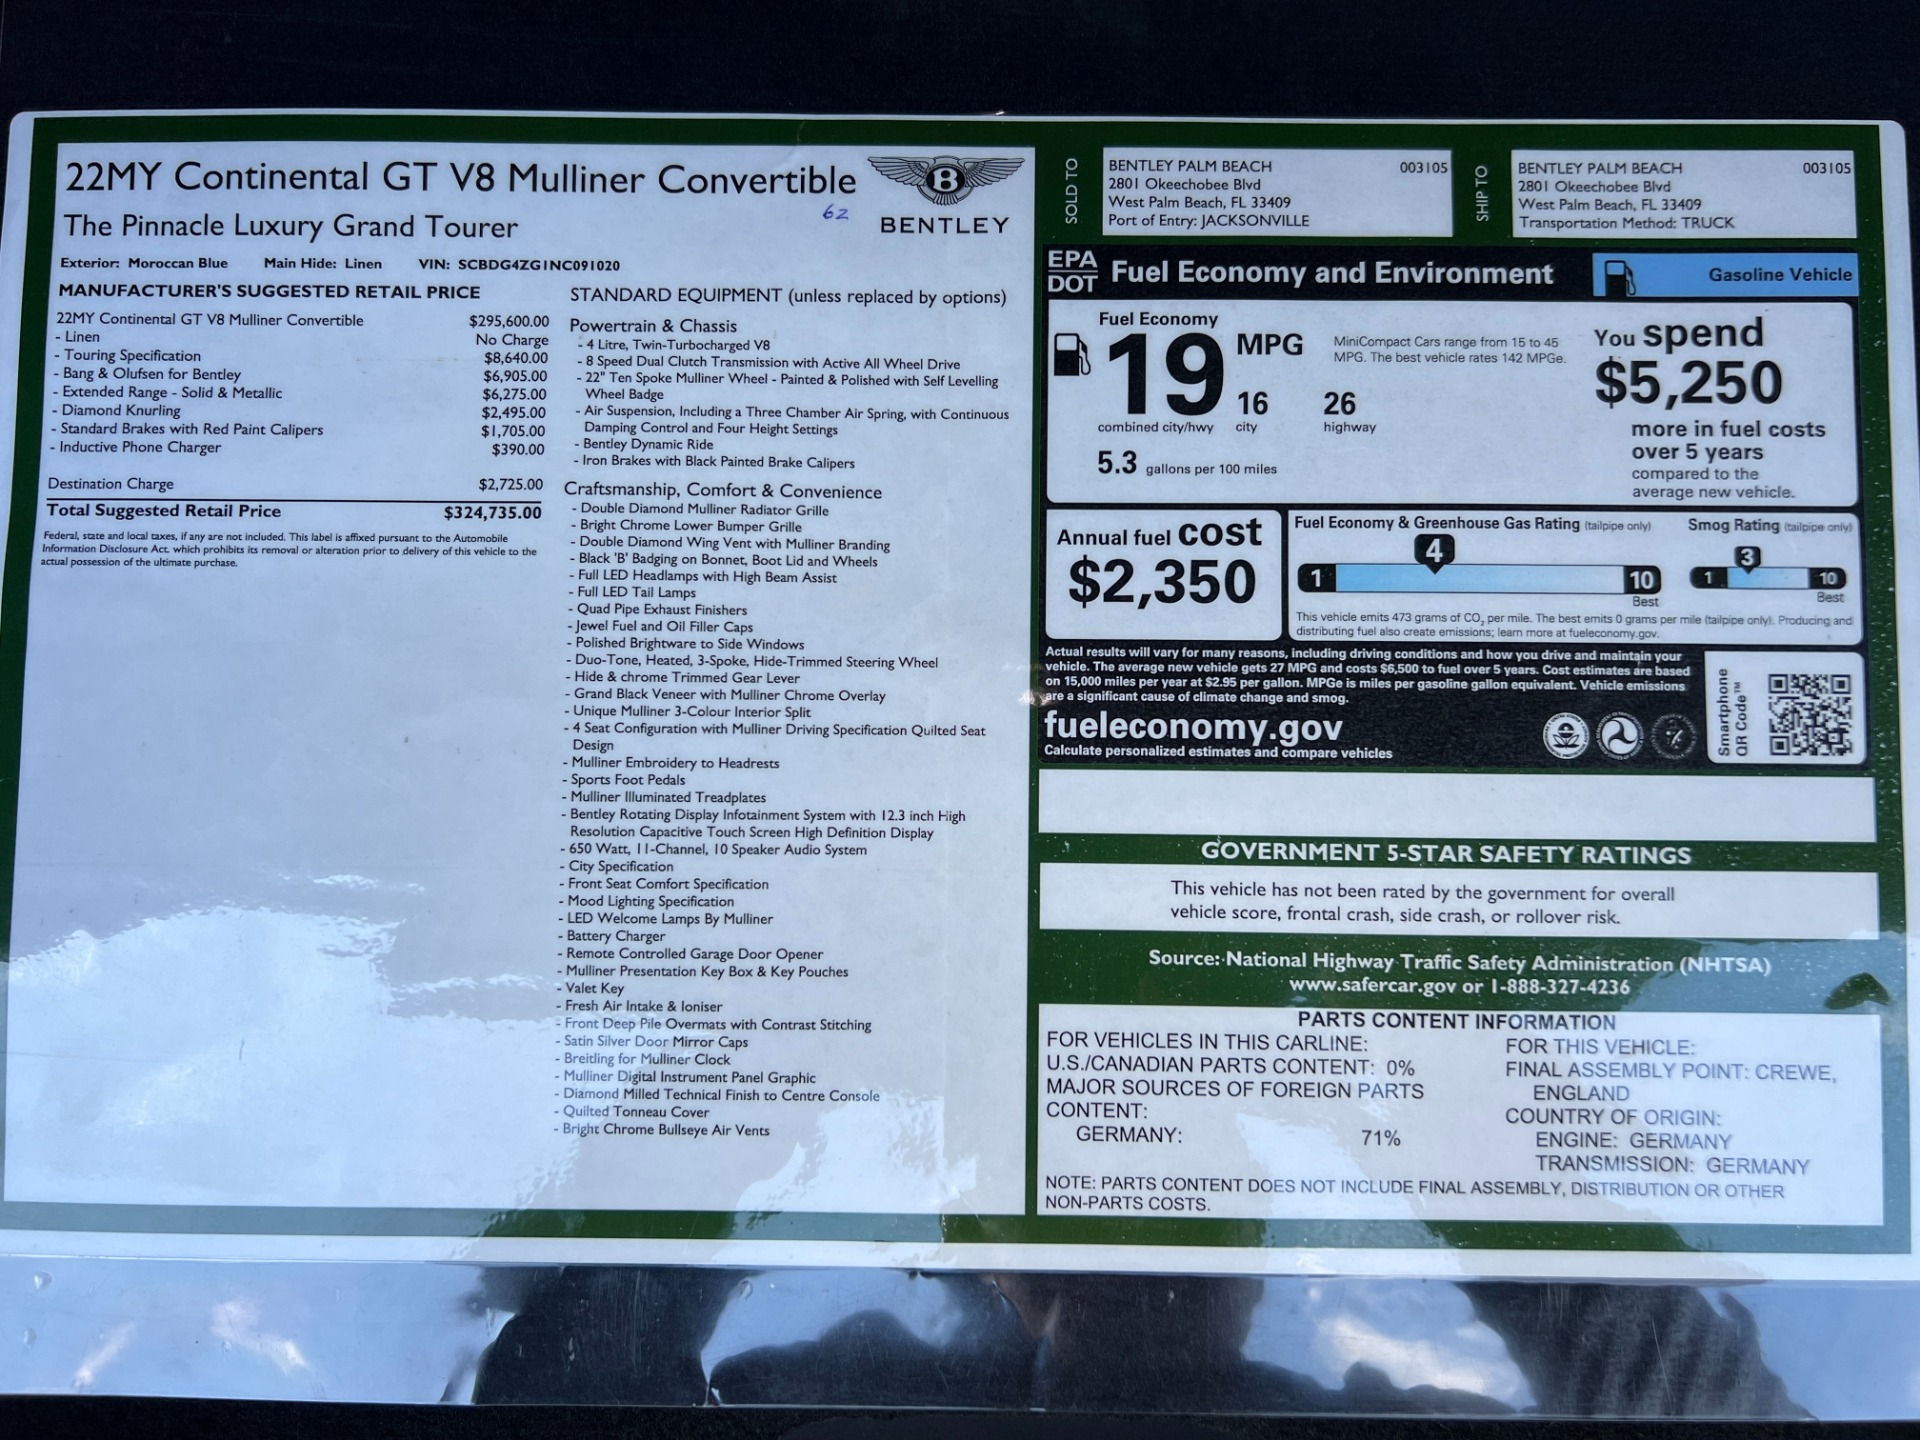 22MY Continental GT V8 Mulliner Convertible
The Pinnacle Luxury Grand Tourer
62
B
BENTLEY
Exterior: Moroccan Blue Main Hide: Linen VIN: SCBDG4ZG1NC091020
MANUFACTURER'S SUGGESTED RETAIL PRICE
22MY Continental GT V8 Mulliner Convertible $295,600.00
- Linen No Charge
- Touring Specification $8,640.00
- Bang & Olufsen for Bentley $6,905.00
- Extended Range - Solid & Metallic $6,275.00
- Diamond Knurling $2,495.00
- Standard Brakes with Red Paint Calipers $1,705.00
- Inductive Phone Charger $390.00
Destination Charge $2,725.00
Total Suggested Retail Price $324,735.00
Federal, state and local taxes, if any are not included. This label is affixed pursuant to the Automobile
Information Disclosure Act. which prohibits its removal or alteration prior to delivery of this vehicle to the
actual possession of the ultimate purchase.
STANDARD EQUIPMENT (unless replaced by options)
Powertrain & Chassis
- 4 Litre, Twin-Turbocharged V8
- 8 Speed Dual Clutch Transmission with Active All Wheel Drive
- 22" Ten Spoke Mulliner Wheel - Painted & Polished with Self Levelling
Wheel Badge
- Air Suspension, Including a Three Chamber Air Spring, with Continuous
Damping Control and Four Height Settings
- Bentley Dynamic Ride
- Iron Brakes with Black Painted Brake Calipers
Craftsmanship, Comfort & Convenience
- Double Diamond Mulliner Radiator Grille
- Bright Chrome Lower Bumper Grille
- Double Diamond Wing Vent with Mulliner Branding
- Black 'B' Badging on Bonnet, Boot Lid and Wheels
- Full LED Headlamps with High Beam Assist
- Full LED Tail Lamps
- Quad Pipe Exhaust Finishers
- Jewel Fuel and Oil Filler Caps
- Polished Brightware to Side Windows
- Duo-Tone, Heated, 3-Spoke, Hide-Trimmed Steering Wheel
- Hide & chrome Trimmed Gear Lever
- Grand Black Veneer with Mulliner Chrome Overlay
- Unique Mulliner 3-Colour Interior Split
- 4 Seat Configuration with Mulliner Driving Specification Quilted Seat
Design
- Mulliner Embroidery to Headrests
- Sports Foot Pedals
- Mulliner Illuminated Treadplates
- Bentley Rotating Display Infotainment System with 12.3 inch High
Resolution Capacitive Touch Screen High Definition Display
- 650 Watt, 11-Channel, 10 Speaker Audio System
- City Specification
- Front Seat Comfort Specification
- Mood Lighting Specification
- LED Welcome Lamps By Mulliner
- Battery Charger
- Remote Controlled Garage Door Opener
- Mulliner Presentation Key Box & Key Pouches
- Valet Key
- Fresh Air Intake & Ioniser
- Front Deep Pile Overmats with Contrast Stitching
- Satin Silver Door Mirror Caps
- Breitling for Mulliner Clock
- Mulliner Digital Instrument Panel Graphic
- Diamond Milled Technical Finish to Centre Console
- Quilted Tonneau Cover
- Bright Chrome Bullseye Air Vents
SOLD TO
BENTLEY PALM BEACH 003105
2801 Okeechobee Blvd
West Palm Beach, FL 33409
Port of Entry: JACKSONVILLE
SHIP TO
BENTLEY PALM BEACH 003105
2801 Okeechobee Blvd
West Palm Beach, FL 33409
Transportation Method: TRUCK
EPA
DOT
Fuel Economy and Environment
Gasoline Vehicle
Fuel Economy
19 MPG
combined city/hwy
16
city
26
highway
5.3 gallons per 100 miles
MiniCompact Cars range from 15 to 45
MPG. The best vehicle rates 142 MPGe.
You spend
$5,250
more in fuel costs
over 5 years
compared to the
average new vehicle.
Annual fuel cost
$2,350
Fuel Economy & Greenhouse Gas Rating (tailpipe only)
4
1 10
Best
Smog Rating (tailpipe only)
3
1 10
Best
This vehicle emits 473 grams of CO2 per mile. The best emits 0 grams per mile (tailpipe only). Producing and
distributing fuel also create emissions; learn more at fueleconomy.gov.
Actual results will vary for many reasons, including driving conditions and how you drive and maintain your
vehicle. The average new vehicle gets 27 MPG and costs $6,500 to fuel over 5 years. Cost estimates are based
on 15,000 miles per year at $2.95 per gallon. MPGe is miles per gasoline gallon equivalent. Vehicle emissions
are a significant cause of climate change and smog.
fueleconomy.gov
Calculate personalized estimates and compare vehicles
Smartphone
QR Code™
GOVERNMENT 5-STAR SAFETY RATINGS
This vehicle has not been rated by the government for overall
vehicle score, frontal crash, side crash, or rollover risk.
Source: National Highway Traffic Safety Administration (NHTSA)
www.safercar.gov or 1-888-327-4236
PARTS CONTENT INFORMATION
FOR VEHICLES IN THIS CARLINE:
U.S./CANADIAN PARTS CONTENT: 0%
MAJOR SOURCES OF FOREIGN PARTS
CONTENT:
GERMANY: 71%
FOR THIS VEHICLE:
FINAL ASSEMBLY POINT: CREWE,
ENGLAND
COUNTRY OF ORIGIN:
ENGINE: GERMANY
TRANSMISSION: GERMANY
NOTE: PARTS CONTENT DOES NOT INCLUDE FINAL ASSEMBLY, DISTRIBUTION OR OTHER
NON-PARTS COSTS.